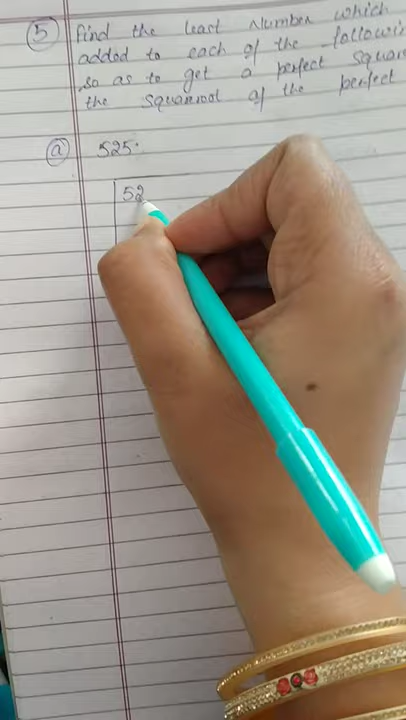 5 Find the least Number which
added to each of the followin
so as to get a perfect square
the squareroot of the perfect
a 525.
52